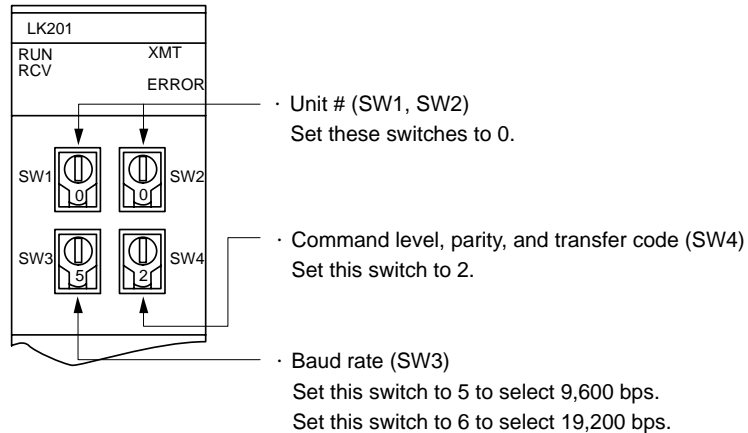 LK201
RUN XMT
RCV
ERROR
· Unit # (SW1, SW2)
Set these switches to 0.
SW1 0 0 SW2
SW3 5 2 SW4
· Command level, parity, and transfer code (SW4)
Set this switch to 2.
· Baud rate (SW3)
Set this switch to 5 to select 9,600 bps.
Set this switch to 6 to select 19,200 bps.